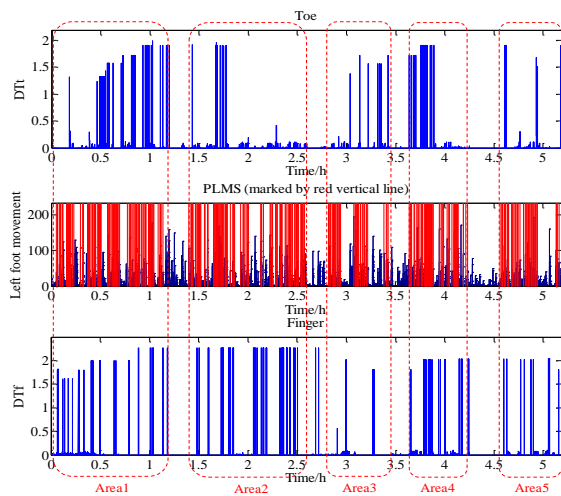 Toe
DTt
2
1.5
1
0.5
0
0 0.5 1 1.5 2 2.5 3 3.5 4 4.5 5
Time/h
PLMS (marked by red vertical line)
Left foot movement
200
100
0
0 0.5 1 1.5 2 2.5 3 3.5 4 4.5 5
Time/h
Finger
DTf
2
1.5
1
0.5
0
0 0.5 1 1.5 2 2.5 3 3.5 4 4.5 5
Time/h
Area1 Area2 Area3 Area4 Area5